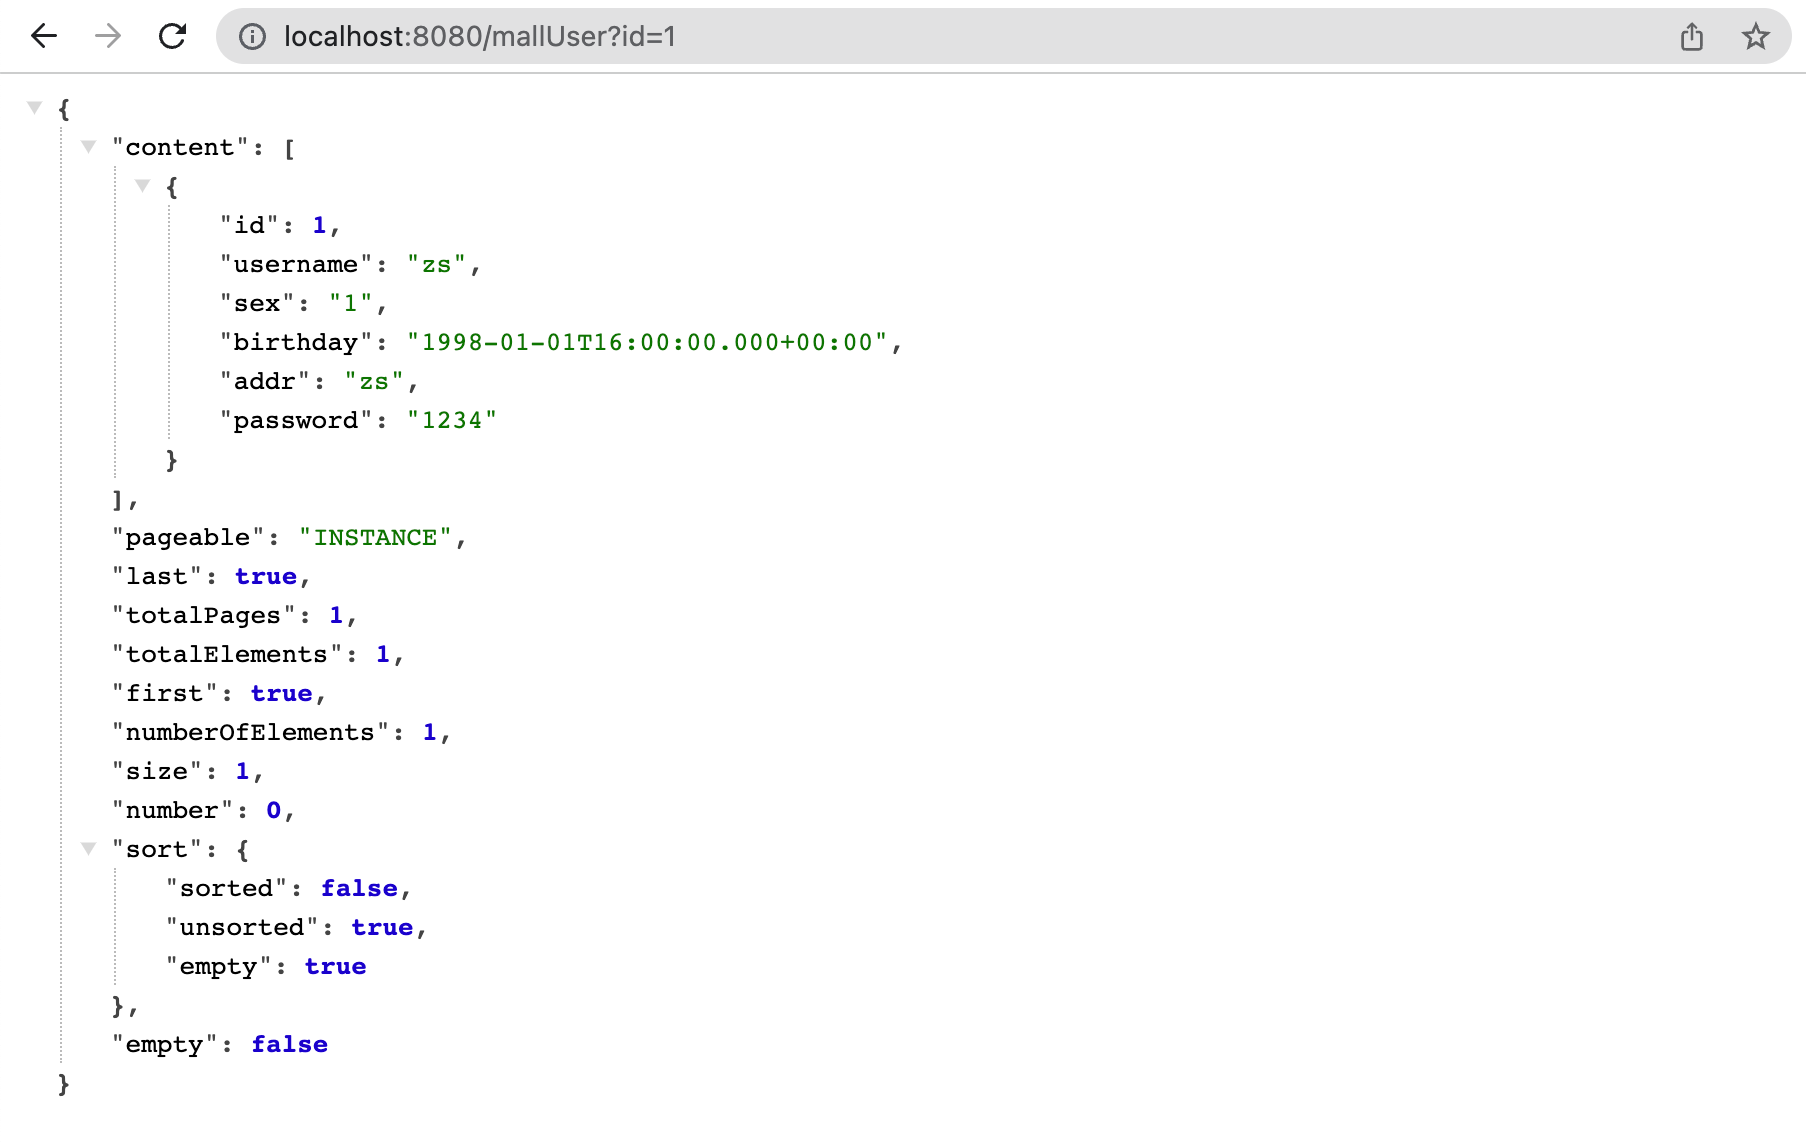 localhost:8080/mallUser?id=1
{
"content": [
{
"id": 1,
"username": "zs",
"sex": "1",
"birthday": "1998-01-01T16:00:00.000+00:00",
"addr": "zs",
"password": "1234"
}
],
"pageable": "INSTANCE",
"last": true,
"totalPages": 1,
"totalElements": 1,
"first": true,
"numberOfElements": 1,
"size": 1,
"number": 0,
"sort": {
"sorted": false,
"unsorted": true,
"empty": true
},
"empty": false
}